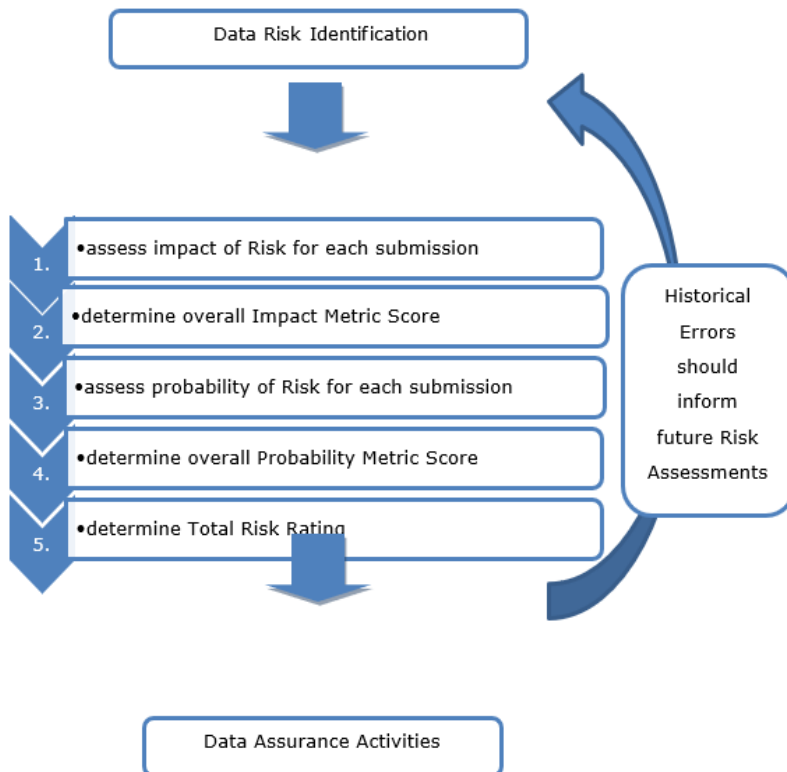 Data Risk Identification
1.
•assess impact of Risk for each submission
2.
•determine overall Impact Metric Score
3.
•assess probability of Risk for each submission
4.
•determine overall Probability Metric Score
5.
•determine Total Risk Rating
Historical
Errors
should
inform
future Risk
Assessments
Data Assurance Activities